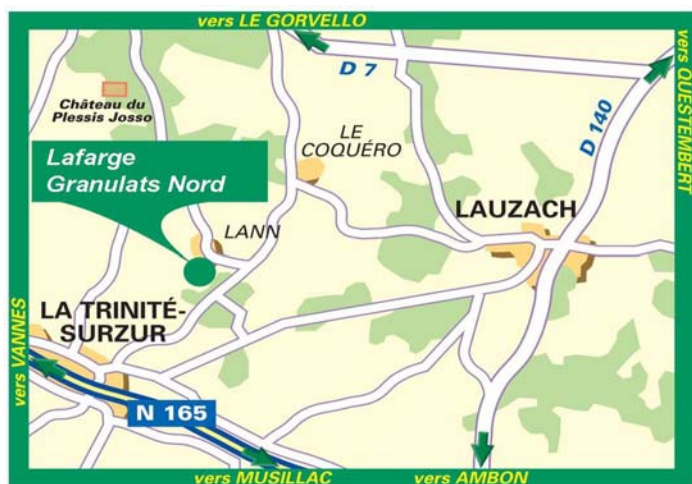 vers LE GORVELLO
D 7
vers QUESTEMBERT
Château du
Plessis Josso
D 140
LE
COQUÉRO
Lafarge
Granulats Nord
LAUZACH
LANN
LA TRINITÉ-
SURZUR
vers VANNES
N 165
vers MUSILLAC
vers AMBON